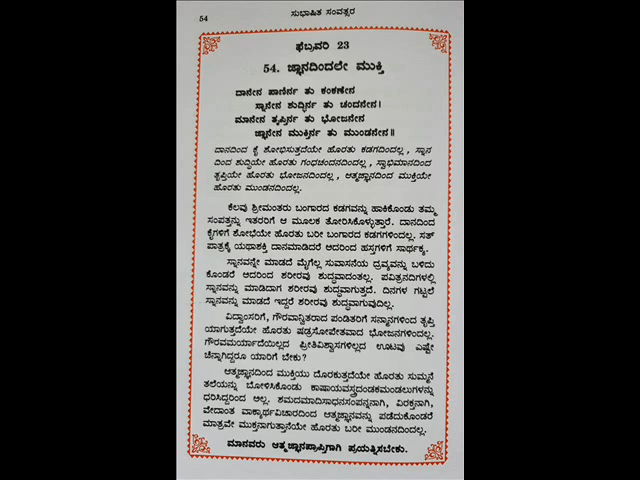 54
ಸುಭಾಷಿತ ಸಂವತ್ಸರ
ಫೆಬ್ರವರಿ 23
54. ಜ್ಞಾನದಿಂದಲೇ ಮುಕ್ತಿ
ದಾನೇನ ಪಾಣಿರ್ನ ತು ಕಂಕಣೇನ
ಸ್ನಾನೇನ ಶುದ್ಧಿರ್ನ ತು ಚಂದನೇನ।
ಮಾನೇನ ತೃಪ್ತಿರ್ನ ತು ಭೋಜನೇನ
ಜ್ಞಾನೇನ ಮುಕ್ತಿರ್ನ ತು ಮುಂಡನೇನ॥
ದಾನದಿಂದ ಕೈ ಶೋಭಿಸುತ್ತದೆಯೇ ಹೊರತು ಕಡಗದಿಂದಲ್ಲ , ಸ್ನಾನ
ದಿಂದ ಶುದ್ಧಿಯೇ ಹೊರತು ಗಂಧಚಂದನದಿಂದಲ್ಲ , ಸ್ವಾಭಿಮಾನದಿಂದ
ತೃಪ್ತಿಯೇ ಹೊರತು ಭೋಜನದಿಂದಲ್ಲ , ಆತ್ಮಜ್ಞಾನದಿಂದ ಮುಕ್ತಿಯೇ
ಹೊರತು ಮುಂಡನದಿಂದಲ್ಲ.
ಕೆಲವು ಶ್ರೀಮಂತರು ಬಂಗಾರದ ಕಡಗವನ್ನು ಹಾಕಿಕೊಂಡು ತಮ್ಮ
ಸಂಪತ್ತನ್ನು ಇತರರಿಗೆ ಆ ಮೂಲಕ ತೋರಿಸಿಕೊಳ್ಳುತ್ತಾರೆ. ದಾನದಿಂದ
ಕೈಗಳಿಗೆ ಶೋಭೆಯೇ ಹೊರತು ಬರೀ ಬಂಗಾರದ ಕಡಗಗಳಿಂದಲ್ಲ. ಸತ್
ಪಾತ್ರಕ್ಕೆ ಯಥಾಶಕ್ತಿ ದಾನಮಾಡಿದರೆ ಅದರಿಂದ ಹಸ್ತಗಳಿಗೆ ಸಾರ್ಥಕ್ಯ.
ಸ್ನಾನವನ್ನೇ ಮಾಡದೆ ಮೈಗೆಲ್ಲ ಸುವಾಸನೆಯ ದ್ರವ್ಯವನ್ನು ಬಳಿದು
ಕೊಂಡರೆ ಅದರಿಂದ ಶರೀರವು ಶುದ್ಧವಾದಂತಲ್ಲ. ಪವಿತ್ರನದಿಗಳಲ್ಲಿ
ಸ್ನಾನವನ್ನು ಮಾಡಿದಾಗ ಶರೀರವು ಶುದ್ಧವಾಗುತ್ತದೆ. ದಿನಗಳ ಗಟ್ಟಲೆ
ಸ್ನಾನವನ್ನು ಮಾಡದೆ ಇದ್ದರೆ ಶರೀರವು ಶುದ್ಧವಾಗುವುದಿಲ್ಲ.
ವಿದ್ವಾಂಸರಿಗೆ, ಗೌರವಾನ್ವಿತರಾದ ಪಂಡಿತರಿಗೆ ಸನ್ಮಾನಗಳಿಂದ ತೃಪ್ತಿ
ಯಾಗುತ್ತದೆಯೇ ಹೊರತು ಷಡ್ರಸೋಪೇತವಾದ ಭೋಜನಗಳಿಂದಲ್ಲ.
ಗೌರವಮರ್ಯಾದೆಯಿಲ್ಲದ ಪ್ರೀತಿವಿಶ್ವಾಸಗಳಿಲ್ಲದ ಊಟವು ಎಷ್ಟೇ
ಚೆನ್ನಾಗಿದ್ದರೂ ಯಾರಿಗೆ ಬೇಕು?
ಆತ್ಮಜ್ಞಾನದಿಂದ ಮುಕ್ತಿಯು ದೊರಕುತ್ತದೆಯೇ ಹೊರತು ಸುಮ್ಮನೆ
ತಲೆಯನ್ನು ಬೋಳಿಸಿಕೊಂಡು ಕಾಷಾಯವಸ್ತ್ರದಂಡಕಮಂಡಲುಗಳನ್ನು
ಧರಿಸಿದ್ದರಿಂದ ಅಲ್ಲ. ಶಮದಮಾದಿಸಾಧನಸಂಪನ್ನನಾಗಿ, ವಿರಕ್ತನಾಗಿ,
ವೇದಾಂತ ವಾಕ್ಯಾರ್ಥವಿಚಾರದಿಂದ ಆತ್ಮಜ್ಞಾನವನ್ನು ಪಡೆದುಕೊಂಡರೆ
ಮಾತ್ರವೇ ಮುಕ್ತನಾಗುತ್ತಾನೆಯೇ ಹೊರತು ಬರೀ ಮುಂಡನದಿಂದಲ್ಲ.
ಮಾನವರು ಆತ್ಮಜ್ಞಾನಪ್ರಾಪ್ತಿಗಾಗಿ ಪ್ರಯತ್ನಿಸಬೇಕು.